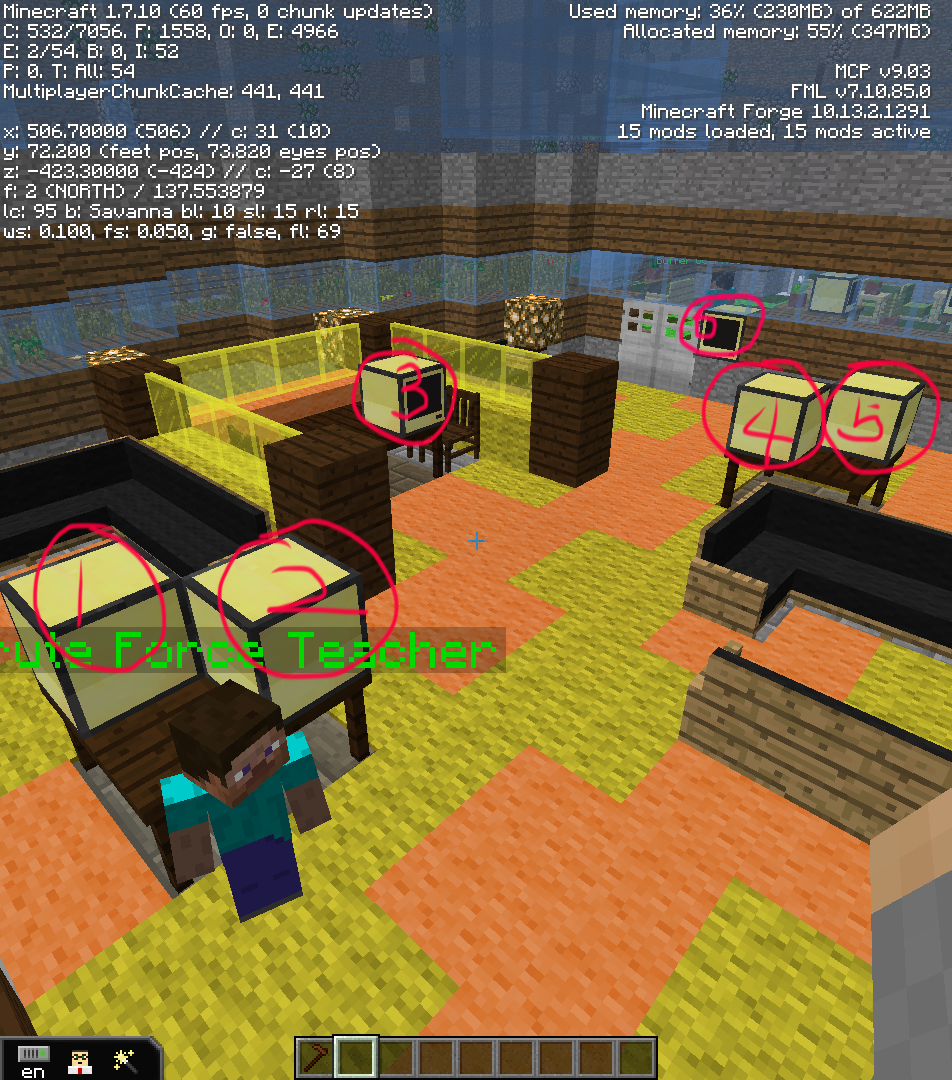 Minecraft 1.7.10 (60 fps, 0 chunk updates)
C: 532/7056. F: 1558, O: 0, E: 4966
E: 2/54. B: 0, I: 52
P: 0. T: All: 54
MultiplayerChunkCache: 441, 441
x: 506.70000 (506) // c: 31 (10)
y: 72.200 (feet pos, 73.820 eyes pos)
z: -423.30000 (-424) // c: -27 (8)
f: 2 (NORTH) / 137.553879
lc: 95 b: Savanna bl: 10 sl: 15 rl: 15
ws: 0.100, fs: 0.050, g: false, fl: 69
Used memory: 36% (230MB) of 622MB
Allocated memory: 55% (347MB)
MCP v9.03
FML v7.10.85.0
Minecraft Forge 10.13.2.1291
15 mods loaded, 15 mods active
6
3
4 5
1 2
rute Force Teacher
en